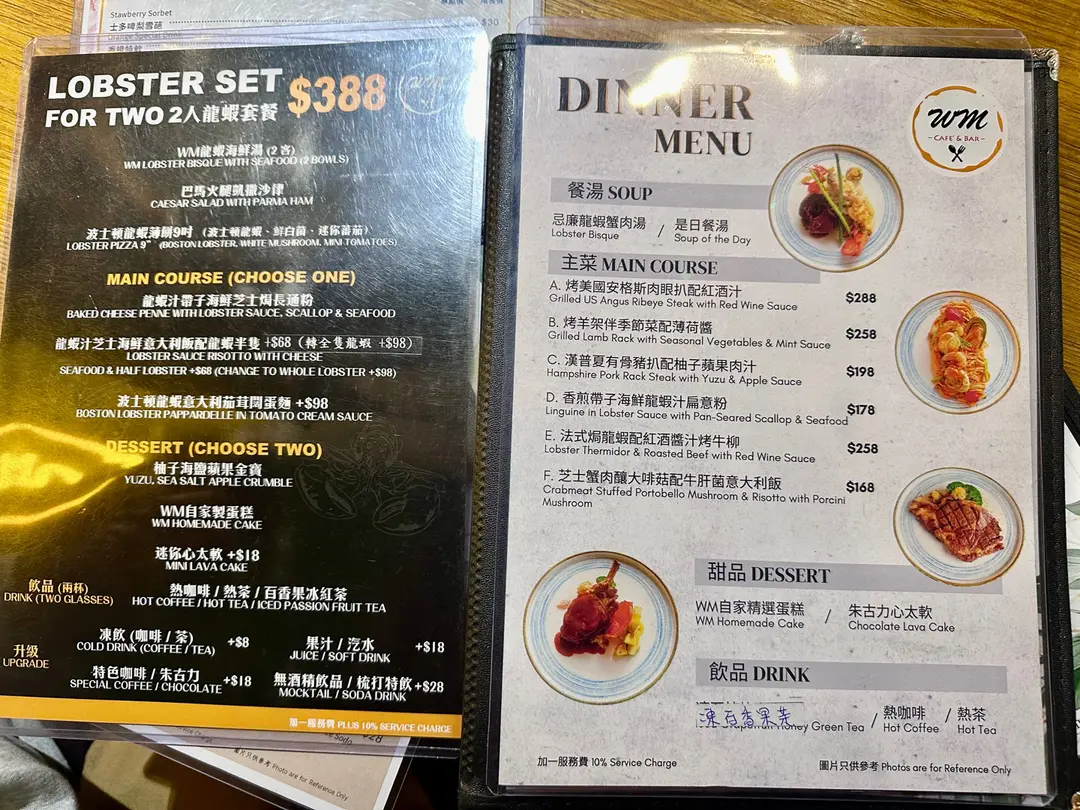 Stawberry Sorbet
士多啤梨雪葩
$30
LOBSTER SET
FOR TWO 2人龍蝦套餐
$388
WM龍蝦海鮮湯 (2 客)
WM LOBSTER BISQUE WITH SEAFOOD (2 BOWLS)
巴馬火腿凱撒沙律
CAESAR SALAD WITH PARMA HAM
波士頓龍蝦薄餅9吋 (波士頓龍蝦、鮮白菌、迷你蕃茄)
LOBSTER PIZZA 9" (BOSTON LOBSTER, WHITE MUSHROOM, MINI TOMATOES)
MAIN COURSE (CHOOSE ONE)
龍蝦汁帶子海鮮芝士焗長通粉
BAKED CHEESE PENNE WITH LOBSTER SAUCE, SCALLOP & SEAFOOD
龍蝦汁芝士海鮮意大利飯配龍蝦半隻 +$68 (轉全隻龍蝦 +$98)
LOBSTER SAUCE RISOTTO WITH CHEESE
SEAFOOD & HALF LOBSTER +$68 (CHANGE TO WHOLE LOBSTER +$98)
波士頓龍蝦意大利茄茸闊蛋麵 +$98
BOSTON LOBSTER PAPPARDELLE IN TOMATO CREAM SAUCE
DESSERT (CHOOSE TWO)
柚子海鹽蘋果金寶
YUZU, SEA SALT APPLE CRUMBLE
WM自家製蛋糕
WM HOMEMADE CAKE
迷你心太軟 +$18
MINI LAVA CAKE
飲品 (兩杯)
DRINK (TWO GLASSES)
熱咖啡 / 熱茶 / 百香果冰紅茶
HOT COFFEE / HOT TEA / ICED PASSION FRUIT TEA
升級
UPGRADE
凍飲 (咖啡 / 茶) +$8
COLD DRINK (COFFEE / TEA)
果汁 / 汽水 +$18
JUICE / SOFT DRINK
特色咖啡 / 朱古力 +$18
SPECIAL COFFEE / CHOCOLATE
無酒精飲品 / 梳打特飲 +$28
MOCKTAIL / SODA DRINK
加一服務費 PLUS 10% SERVICE CHARGE
圖片只供參考 Photo are for Reference Only
DINNER
MENU
WM
CAFE' & BAR
餐湯 SOUP
忌廉龍蝦蟹肉湯 / 是日餐湯
Lobster Bisque Soup of the Day
主菜 MAIN COURSE
A. 烤美國安格斯肉眼扒配紅酒汁
Grilled US Angus Ribeye Steak with Red Wine Sauce $288
B. 烤羊架伴季節菜配薄荷醬
Grilled Lamb Rack with Seasonal Vegetables & Mint Sauce $258
C. 漢普夏有骨豬扒配柚子蘋果肉汁
Hampshire Pork Rack Steak with Yuzu & Apple Sauce $198
D. 香煎帶子海鮮龍蝦汁扁意粉
Linguine in Lobster Sauce with Pan-Seared Scallop & Seafood $178
E. 法式焗龍蝦配紅酒醬汁烤牛柳
Lobster Thermidor & Roasted Beef with Red Wine Sauce $258
F. 芝士蟹肉釀大啡菇配牛肝菌意大利飯
Crabmeat Stuffed Portobello Mushroom & Risotto with Porcini $168
Mushroom
甜品 DESSERT
WM自家精選蛋糕 / 朱古力心太軟
WM Homemade Cake Chocolate Lava Cake
飲品 DRINK
凍百香果茶 / 熱咖啡 / 熱茶
Honey Green Tea Hot Coffee Hot Tea
加一服務費 10% Service Charge
圖片只供參考 Photos are for Reference Only